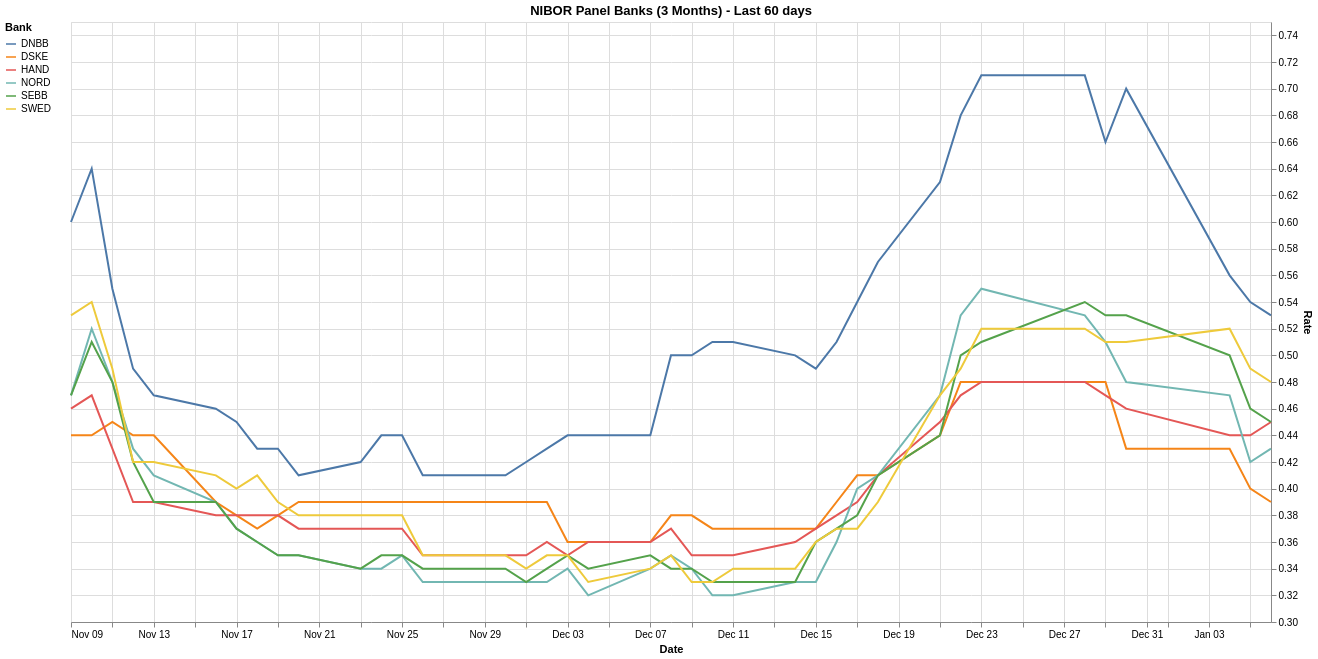 NIBOR Panel Banks (3 Months) - Last 60 days
Bank
DNBB
DSKE
HAND
NORD
SEBB
SWED
0.74
0.72
0.70
0.68
0.66
0.64
0.62
0.60
0.58
0.56
0.54
0.52
0.50
0.48
0.46
0.44
0.42
0.40
0.38
0.36
0.34
0.32
0.30
Rate
Nov 09 Nov 13 Nov 17 Nov 21 Nov 25 Nov 29 Dec 03 Dec 07 Dec 11 Dec 15 Dec 19 Dec 23 Dec 27 Dec 31 Jan 03
Date